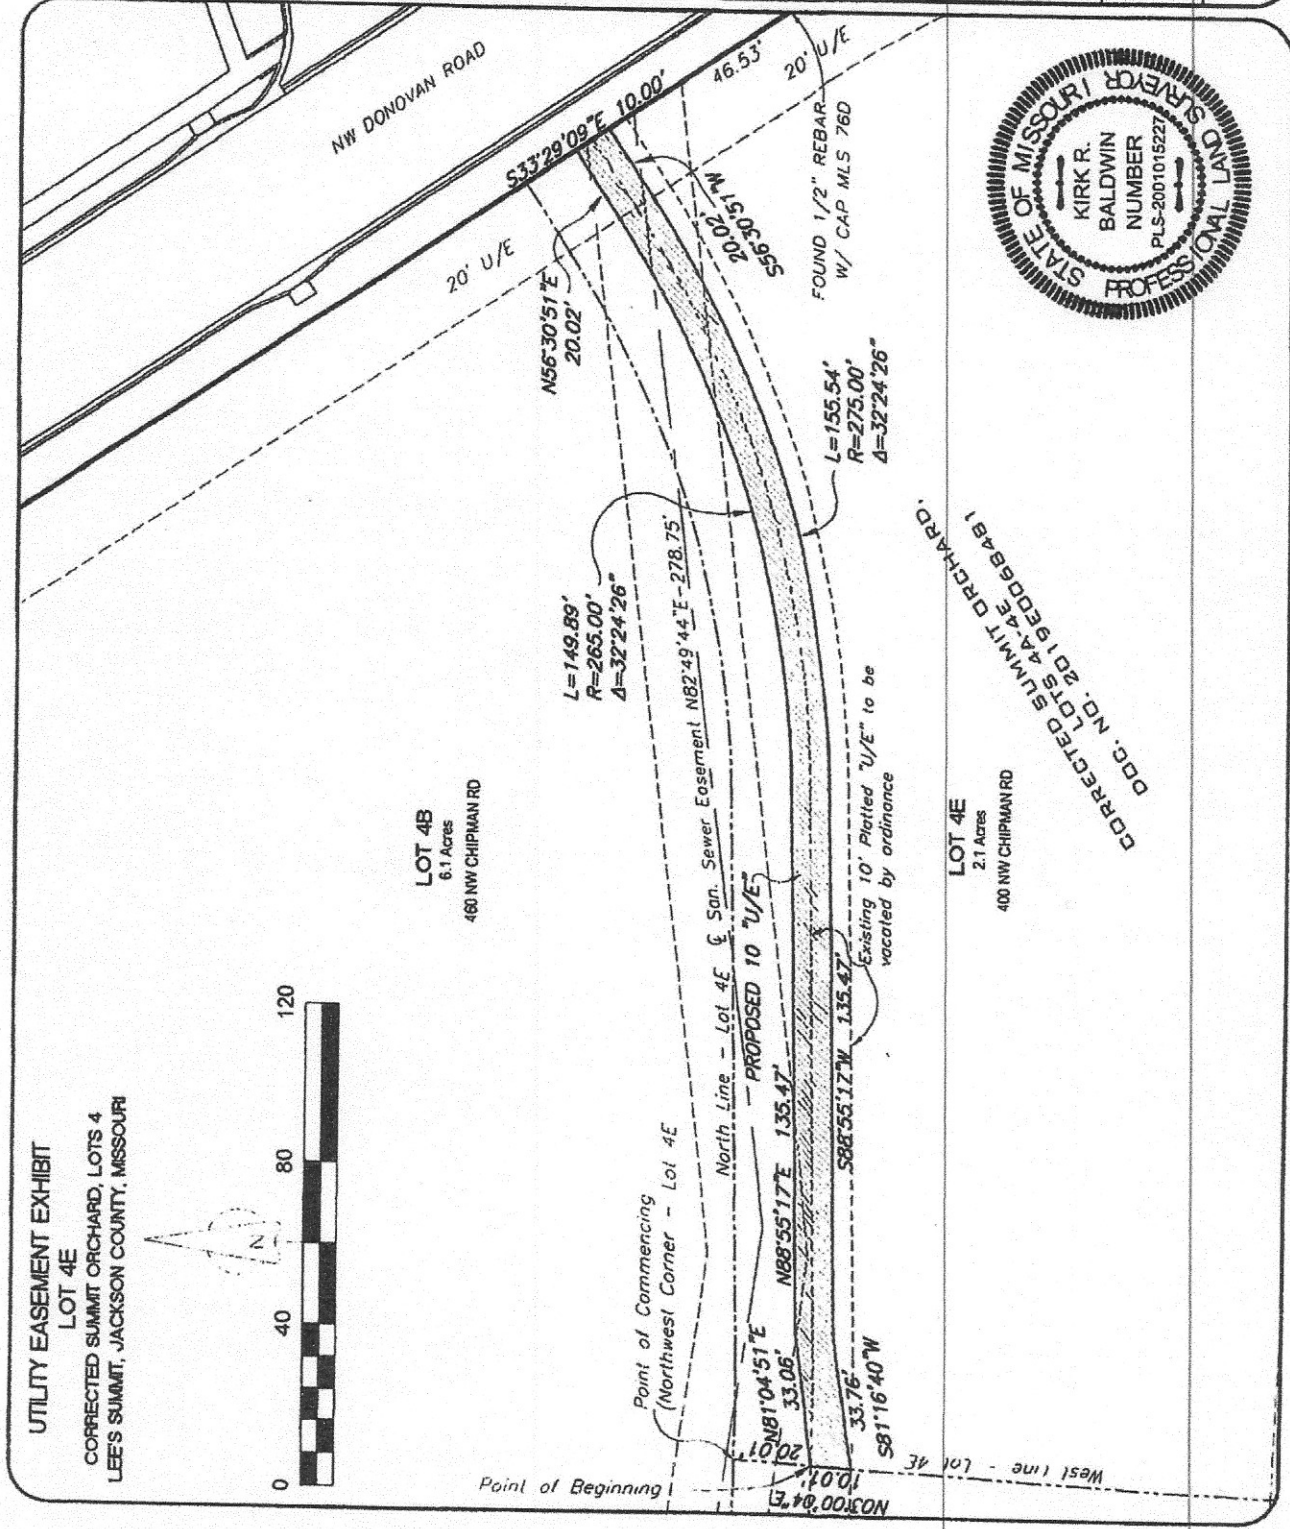 UTILITY EASEMENT EXHIBIT
LOT 4E
CORRECTED SUMMIT ORCHARD, LOTS 4
LEE'S SUMMIT, JACKSON COUNTY, MISSOURI
0 40 80 120
N
NW DONOVAN ROAD
S33°29'09"E 10.00'
46.53'
20' U/E
20' U/E
N56°30'51"E
20.02'
20.02'
S56°30'51"W
FOUND 1/2" REBAR
W/ CAP MLS 76D
STATE OF MISSOURI
KIRK R.
BALDWIN
NUMBER
PLS-2001015227
PROFESSIONAL LAND SURVEYOR
L=149.89'
R=265.00'
Δ=32°24'26"
L=155.54'
R=275.00'
Δ=32°24'26"
LOT 4B
6.1 Acres
460 NW CHIPMAN RD
North Line - Lot 4E
℄ San. Sewer Easement N82°49'44"E-278.75'
PROPOSED 10 "U/E"
Existing 10' Platted "U/E" to be
vacated by ordinance
LOT 4E
2.1 Acres
400 NW CHIPMAN RD
CORRECTED SUMMIT ORCHARD,
LOTS 4A-4E
DOC. NO. 2019E0068481
Point of Commencing
(Northwest Corner - Lot 4E
N88°55'17"E 135.47'
S88°55'17"W 135.47'
N81°04'51"E
33.06'
20.01'
33.76'
S81°16'40"W
Point of Beginning
10.01'
N03°00'04"E
West Line - Lot 4E